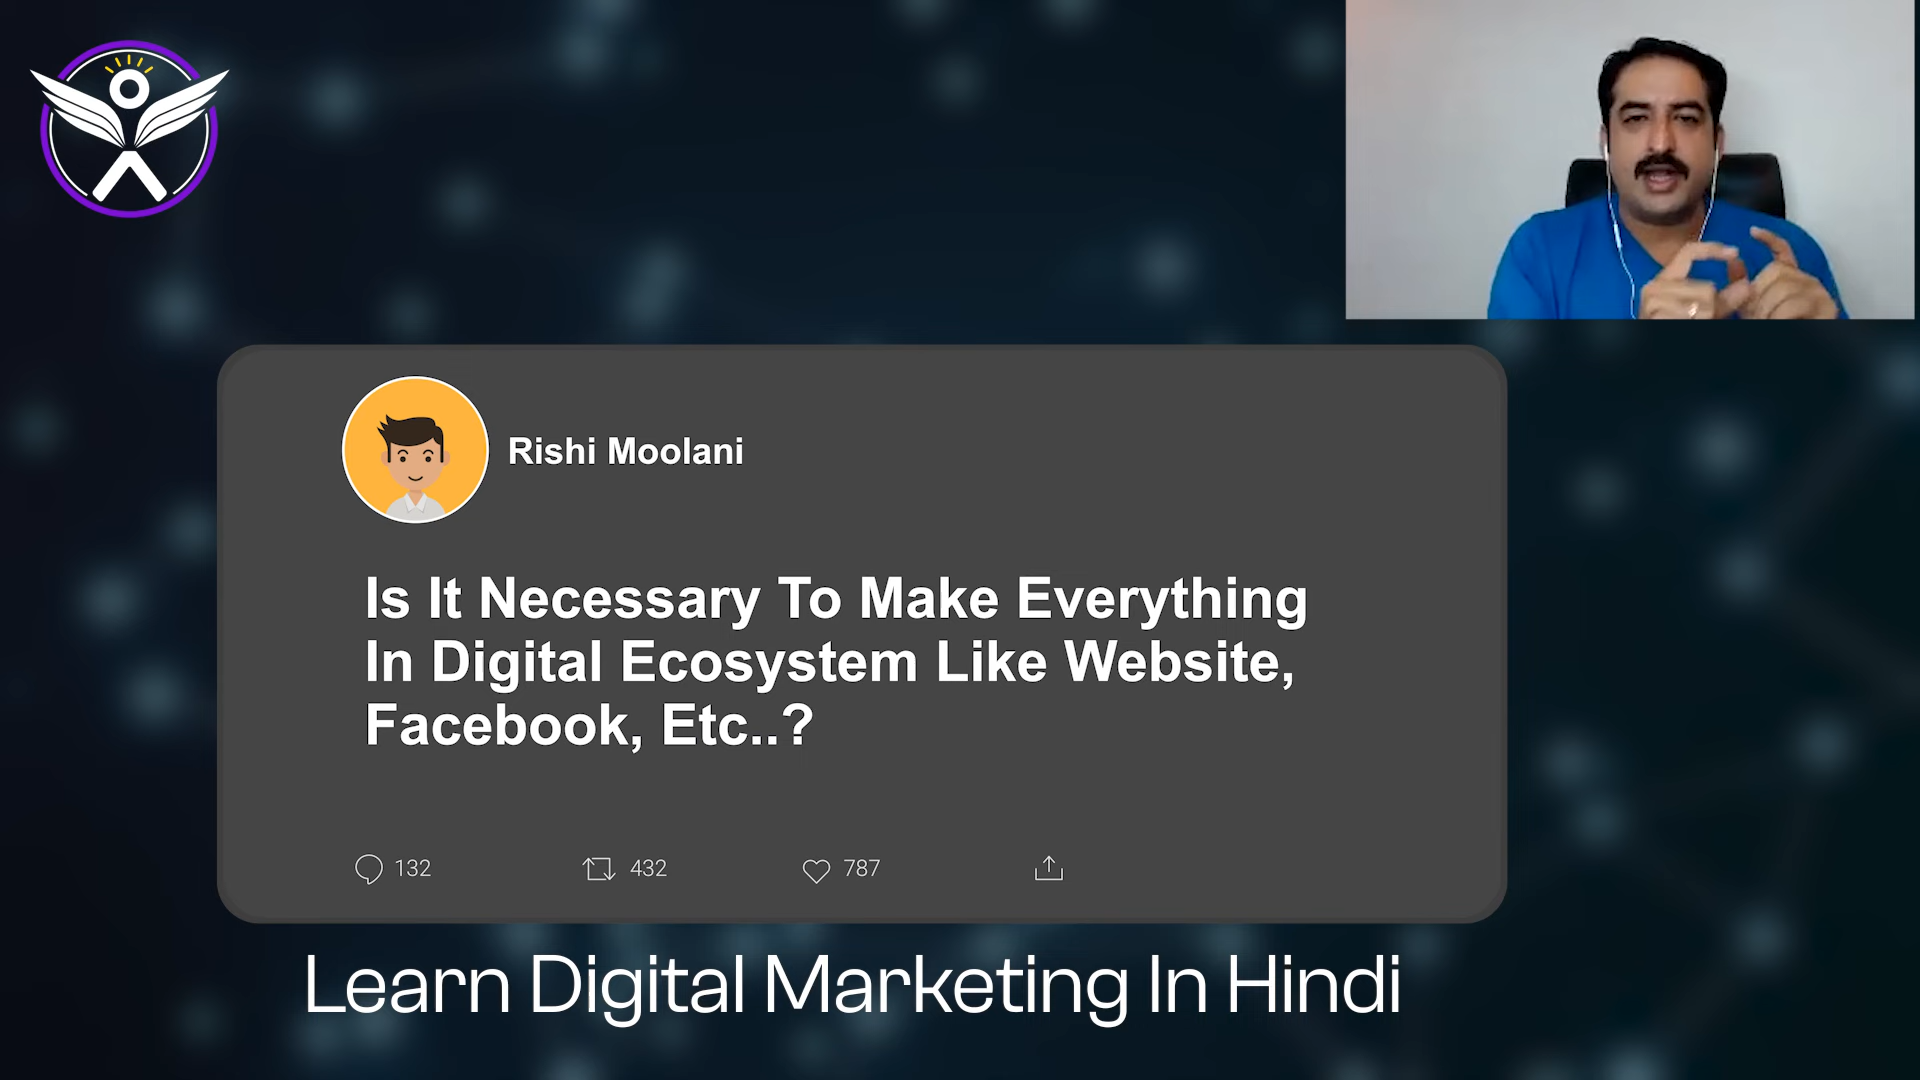 Rishi Moolani
Is It Necessary To Make Everything
In Digital Ecosystem Like Website,
Facebook, Etc..?
132 432 787
Learn Digital Marketing In Hindi